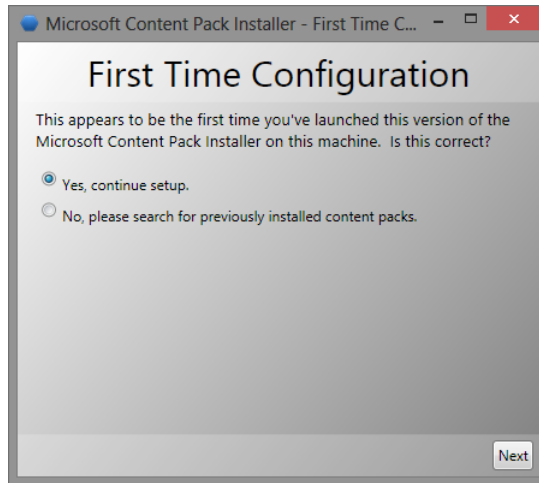 Microsoft Content Pack Installer - First Time C...
First Time Configuration
This appears to be the first time you've launched this version of the
Microsoft Content Pack Installer on this machine.  Is this correct?
Yes, continue setup.
No, please search for previously installed content packs.
Next